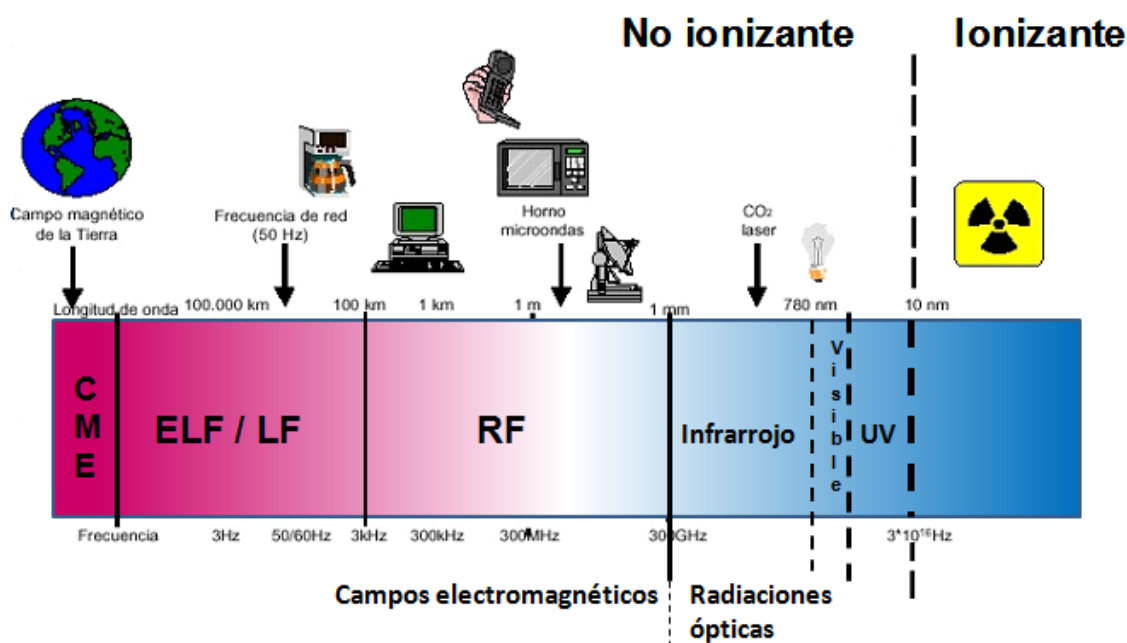 No ionizante
Ionizante
Campo magnético
de la Tierra
Frecuencia de red
(50 Hz)
Horno
microondas
CO₂
laser
Longitud de onda
100.000 km
100 km
1 km
1 m
1 mm
780 nm
10 nm
CME
ELF / LF
RF
Infrarrojo
Visible
UV
Frecuencia
3Hz
50/60Hz
3kHz
300kHz
300MHz
300GHz
3*10¹⁶Hz
Campos electromagnéticos
Radiaciones
ópticas